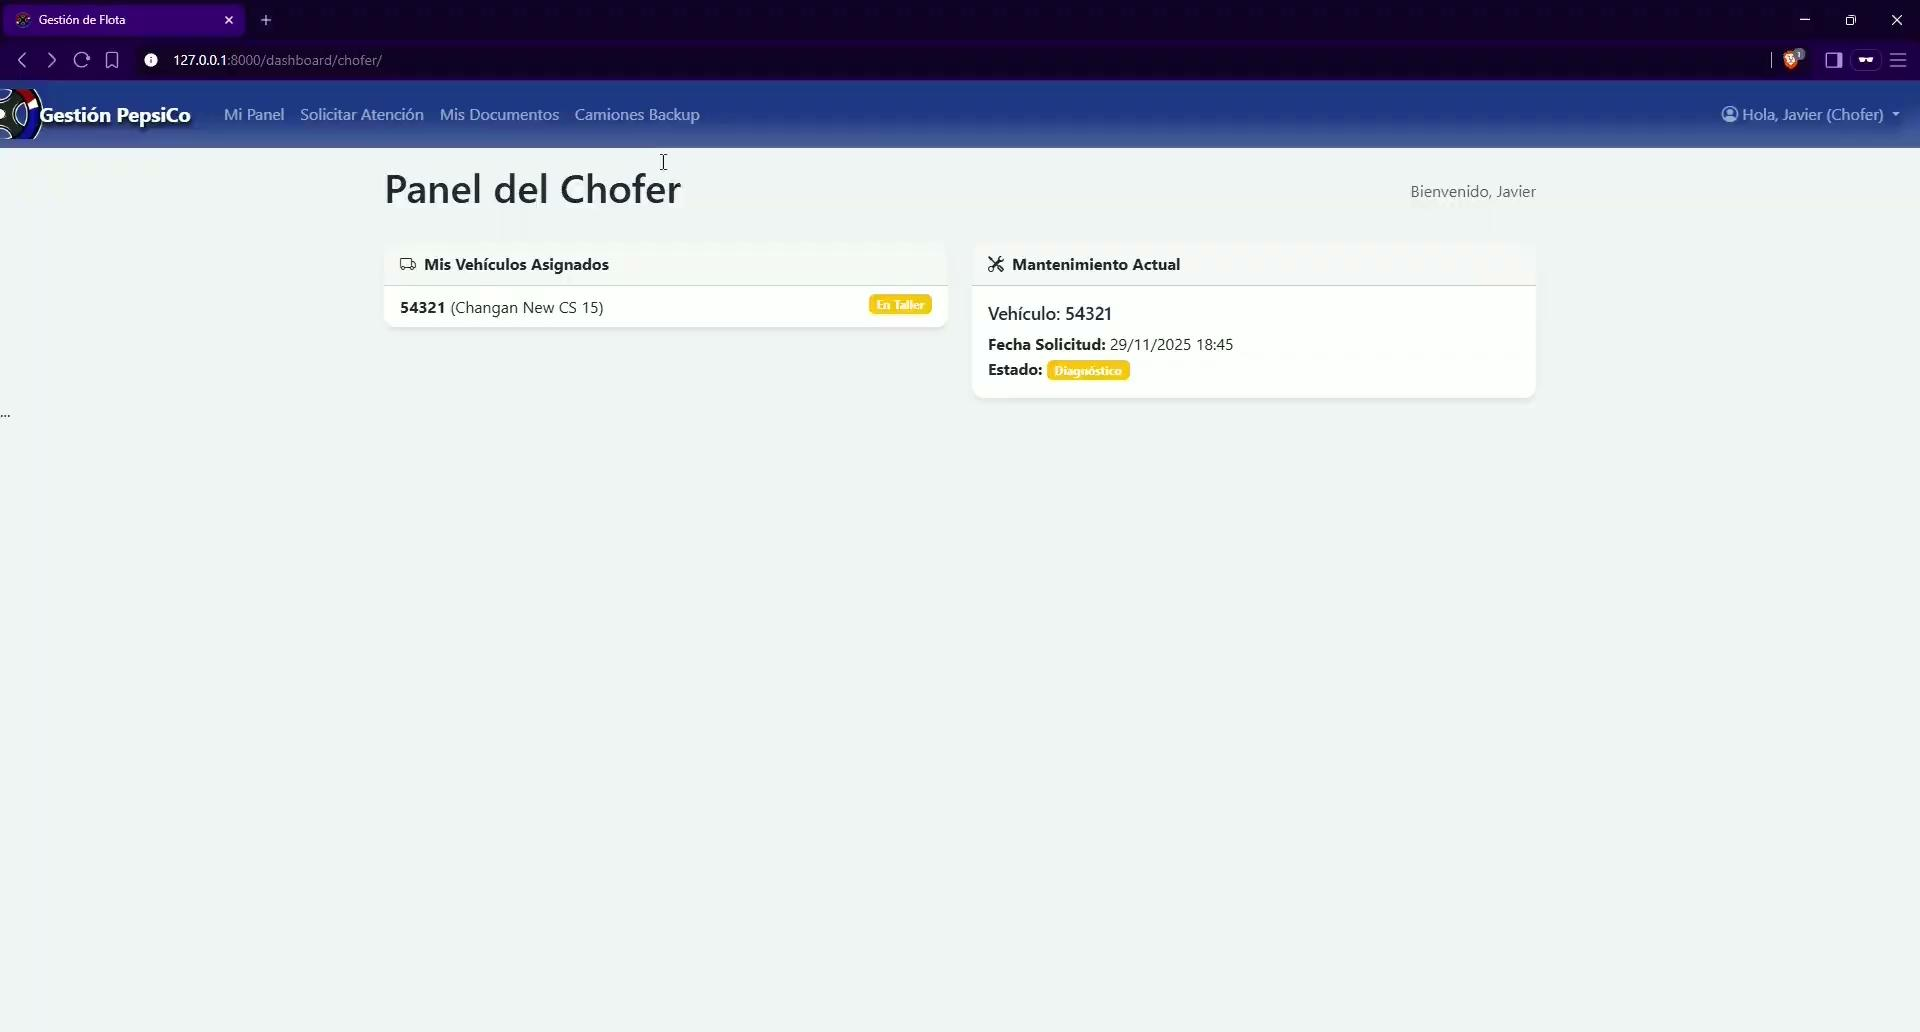 Gestión de Flota
127.0.0.1:8000/dashboard/chofer/
1
Gestión PepsiCo
Mi Panel
Solicitar Atención
Mis Documentos
Camiones Backup
Hola, Javier (Chofer)
Panel del Chofer
Bienvenido, Javier
Mis Vehículos Asignados
54321 (Changan New CS 15)
En Taller
Mantenimiento Actual
Vehículo: 54321
Fecha Solicitud: 29/11/2025 18:45
Estado: Diagnóstico
...